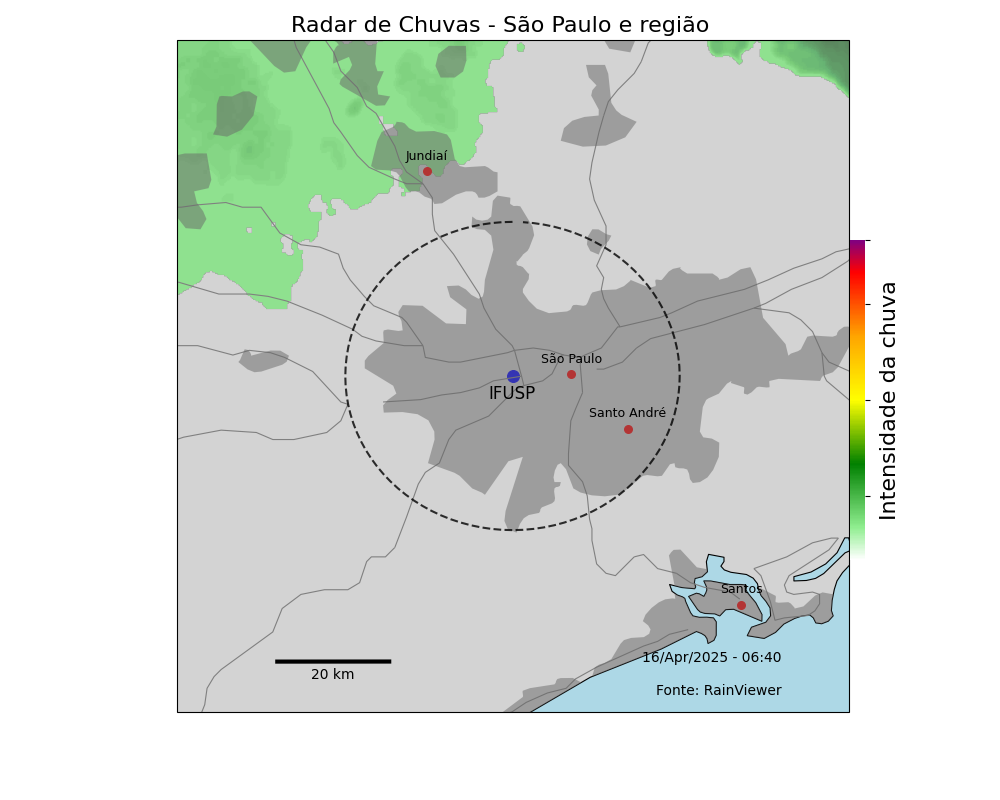 Radar de Chuvas - São Paulo e região
Jundiaí
São Paulo
IFUSP
Santo André
Intensidade da chuva
Santos
16/Apr/2025 - 06:40
20 km
Fonte: RainViewer